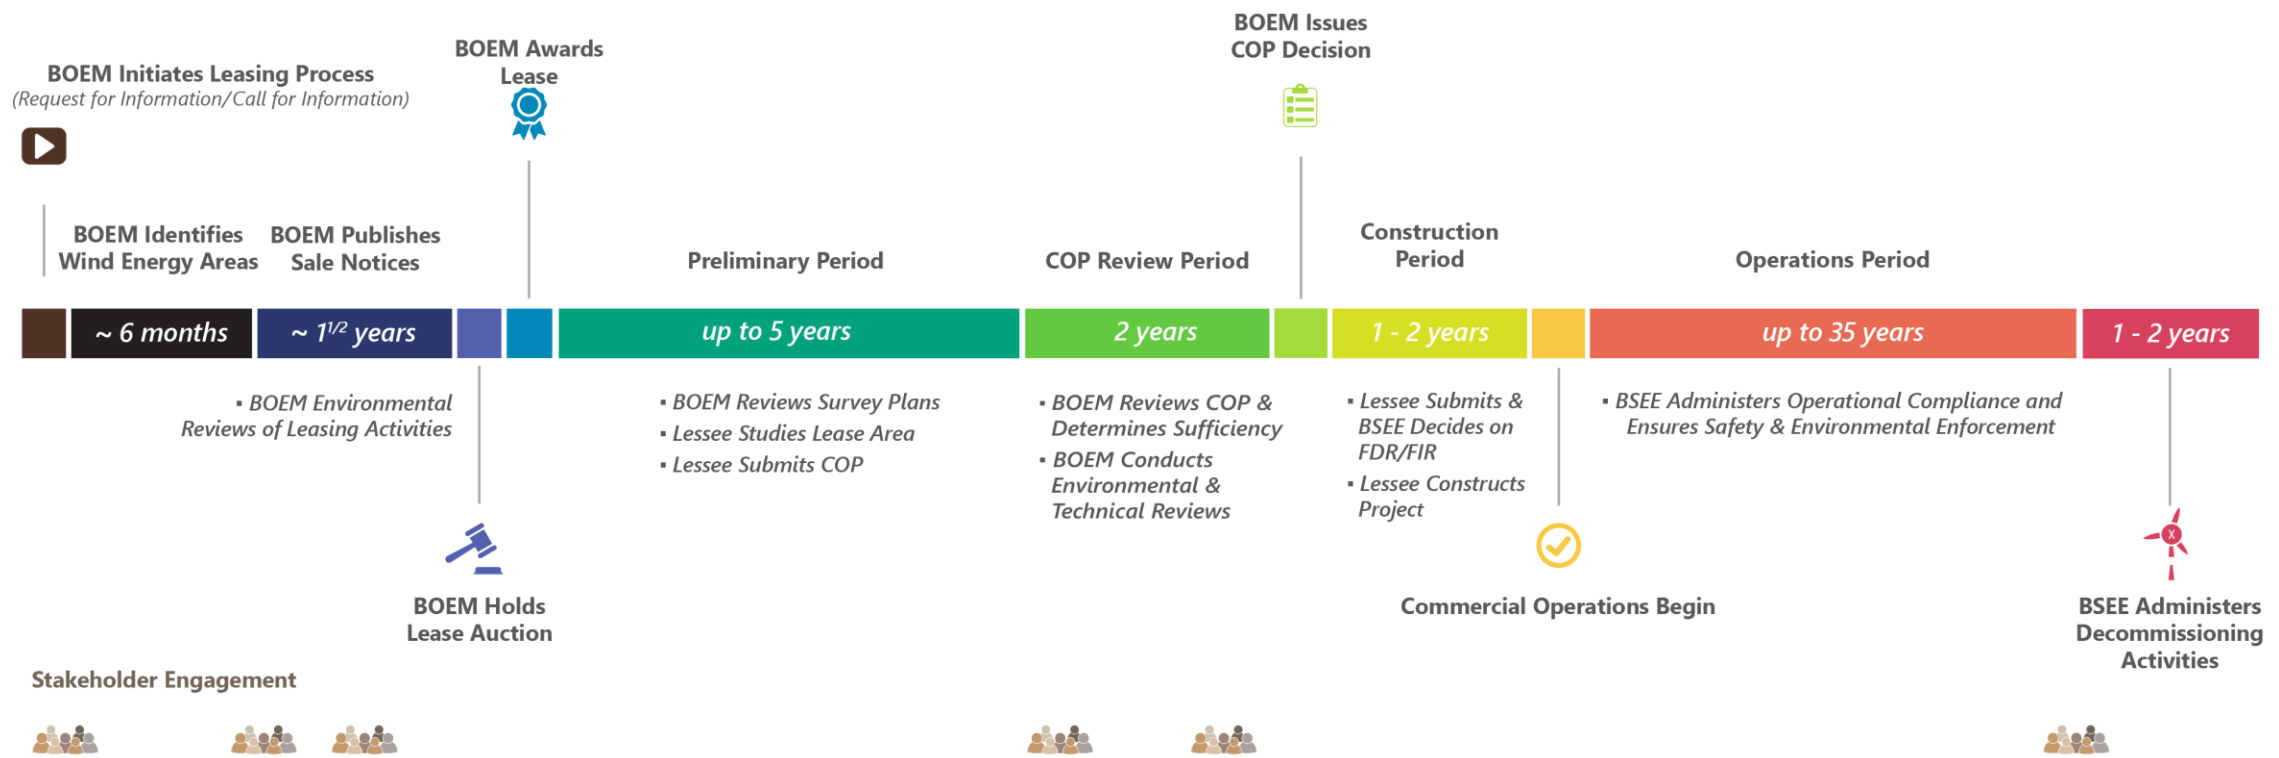 BOEM Initiates Leasing Process
(Request for Information/Call for Information)
BOEM Awards
Lease
BOEM Issues
COP Decision
BOEM Identifies
Wind Energy Areas
BOEM Publishes
Sale Notices
Preliminary Period
COP Review Period
Construction
Period
Operations Period
~ 6 months
~ 1 1/2 years
up to 5 years
2 years
1 - 2 years
up to 35 years
1 - 2 years
▪ BOEM Environmental
Reviews of Leasing Activities
▪ BOEM Reviews Survey Plans
▪ Lessee Studies Lease Area
▪ Lessee Submits COP
▪ BOEM Reviews COP &
Determines Sufficiency
▪ BOEM Conducts
Environmental &
Technical Reviews
▪ Lessee Submits &
BSEE Decides on
FDR/FIR
▪ Lessee Constructs
Project
▪ BSEE Administers Operational Compliance and
Ensures Safety & Environmental Enforcement
BOEM Holds
Lease Auction
Commercial Operations Begin
X
BSEE Administers
Decommissioning
Activities
Stakeholder Engagement